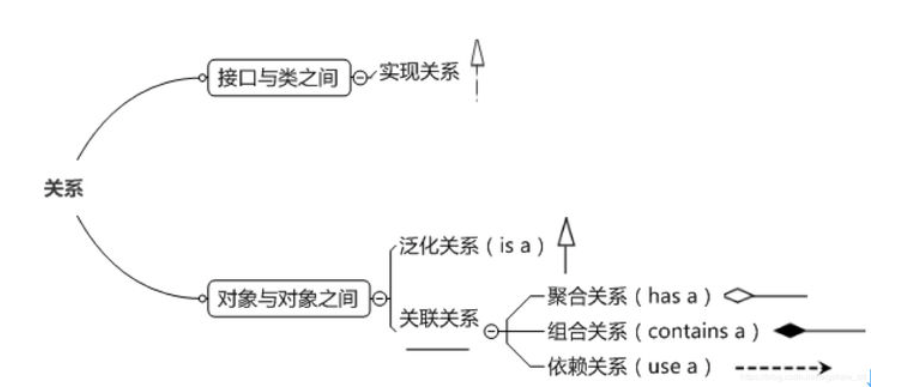 接口与类之间
实现关系
关系
泛化关系（is a）
对象与对象之间
关联关系
聚合关系（has a）
组合关系（contains a）
依赖关系（use a）